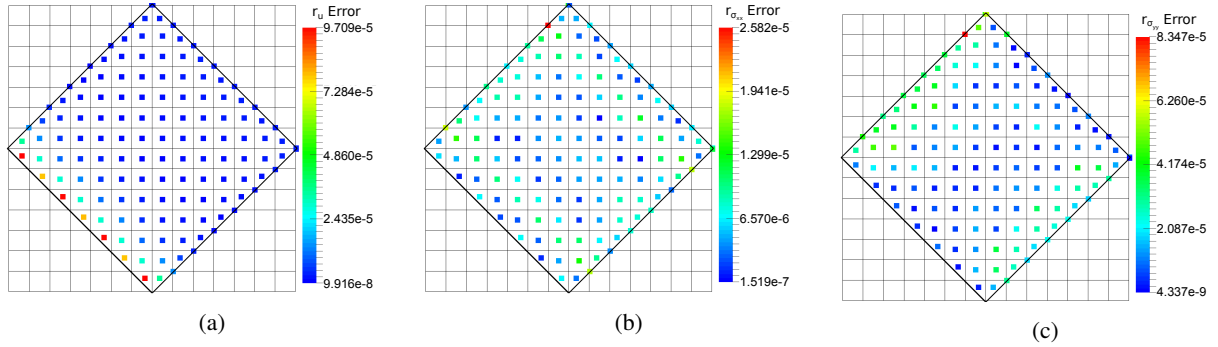 r_u Error
9.709e-5
7.284e-5
4.860e-5
2.435e-5
9.916e-8
(a)
r_σxx Error
2.582e-5
1.941e-5
1.299e-5
6.570e-6
1.519e-7
(b)
r_σyy Error
8.347e-5
6.260e-5
4.174e-5
2.087e-5
4.337e-9
(c)